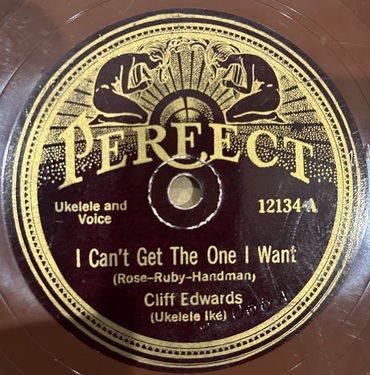 PERFECT
Ukelele and
Voice
12134 A
I Can't Get The One I Want
(Rose-Ruby-Handman)
Cliff Edwards
(Ukelele Ike)